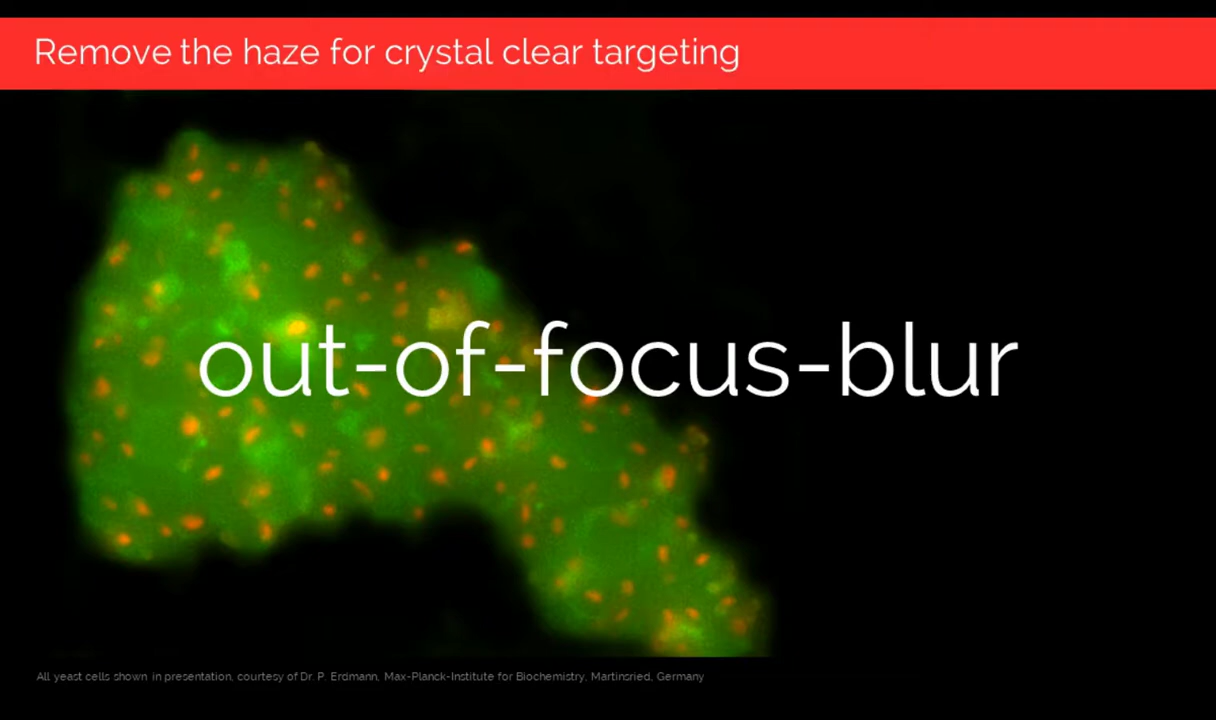 Remove the haze for crystal clear targeting
out-of-focus-blur
All yeast cells shown in presentation, courtesy of Dr. P. Erdmann, Max-Planck-Institute for Biochemistry, Martinsried, Germany